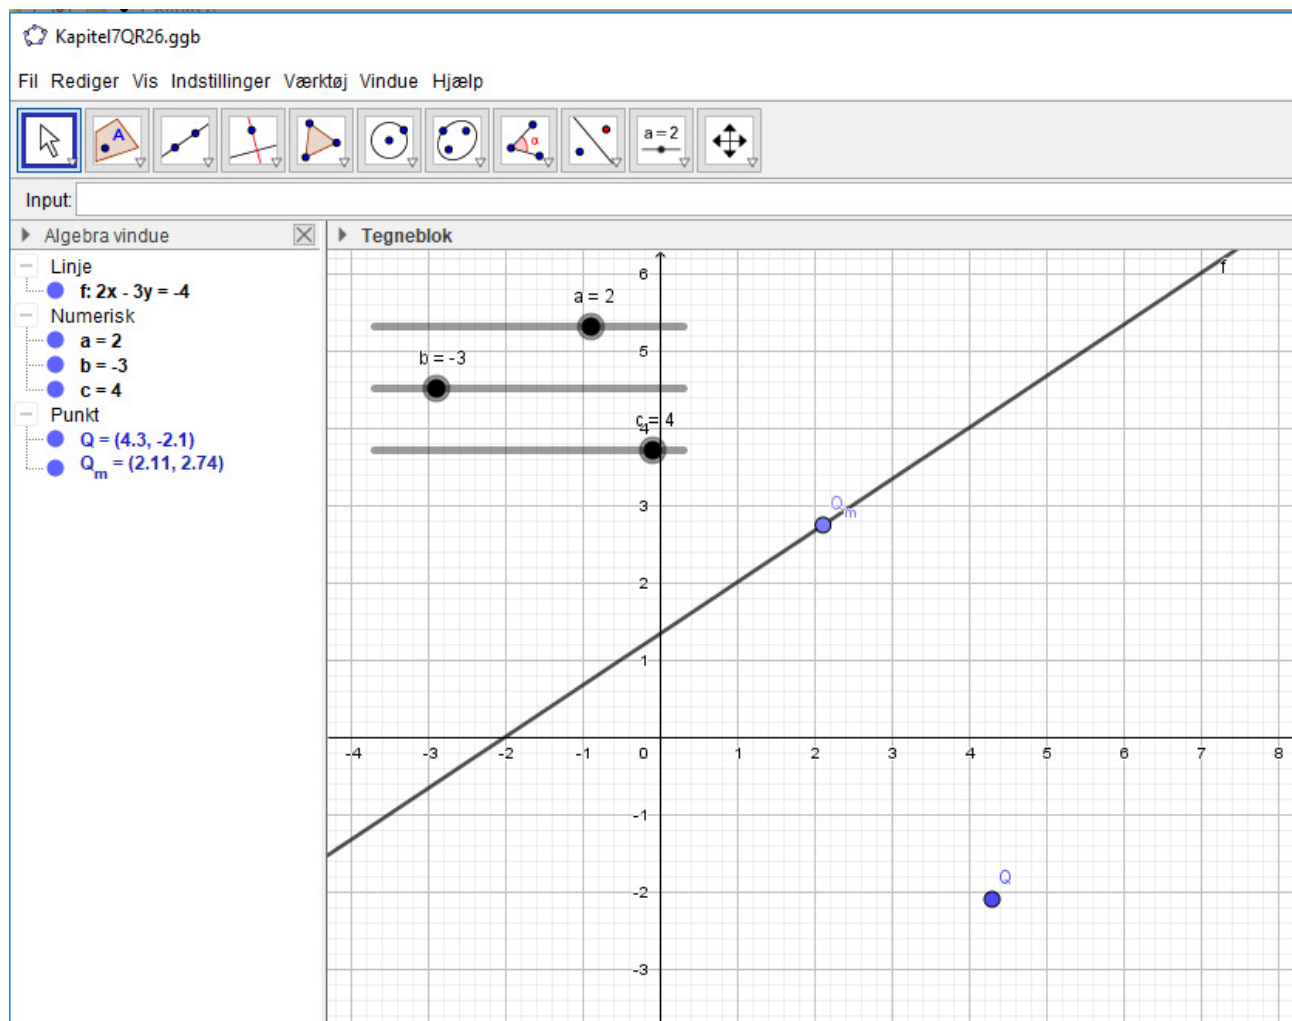 Kapitel7QR26.ggb
Fil Rediger Vis Indstillinger Værktøj Vindue Hjælp
A
α
a = 2
Input:
Algebra vindue
Tegneblok
Linje
f: 2x - 3y = -4
Numerisk
a = 2
b = -3
c = 4
Punkt
Q = (4.3, -2.1)
Qm = (2.11, 2.74)
6
f
a = 2
5
b = -3
c = 4
4
3
Qm
2
1
-4 -3 -2 -1 0 1 2 3 4 5 6 7 8
-1
Q
-2
-3